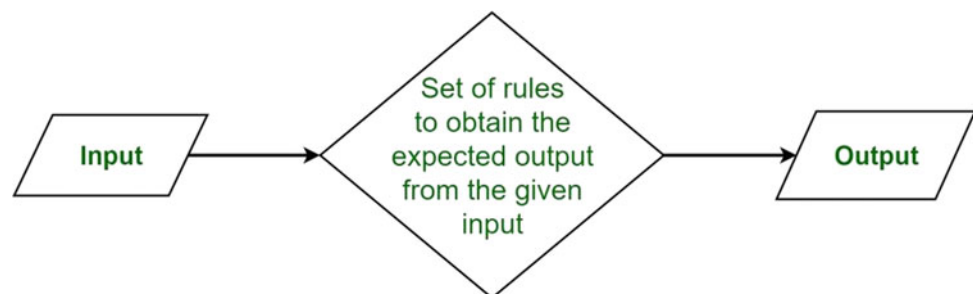 Input
Set of rules
to obtain the
expected output
from the given
input
Output